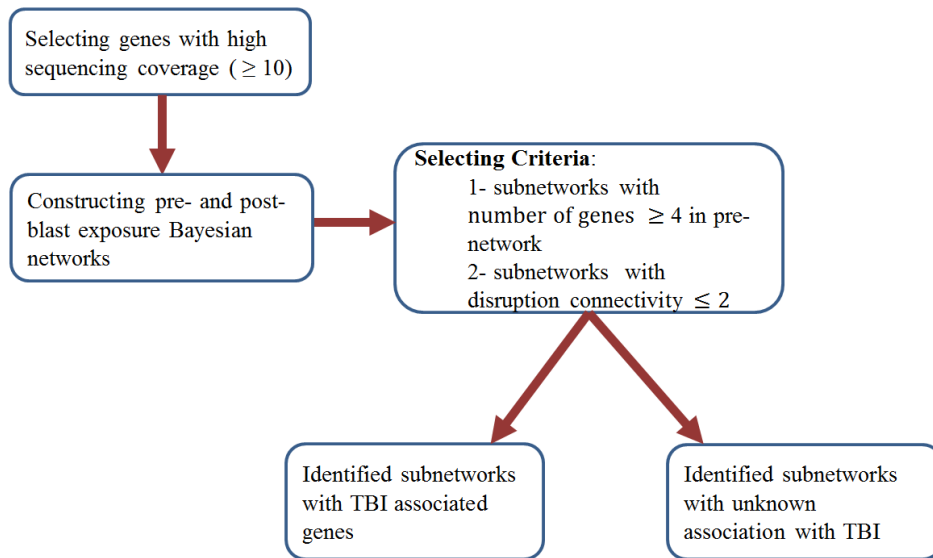 Selecting genes with high
sequencing coverage ( ≥ 10)
Constructing pre- and post-
blast exposure Bayesian
networks
Selecting Criteria:
1- subnetworks with
number of genes ≥ 4 in pre-
network
2- subnetworks with
disruption connectivity ≤ 2
Identified subnetworks
with TBI associated
genes
Identified subnetworks
with unknown
association with TBI